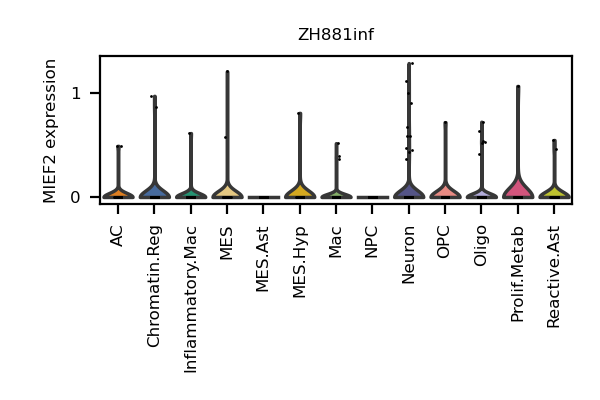 ZH881inf
MIEF2 expression
1
0
AC
Chromatin.Reg
Inflammatory.Mac
MES
MES.Ast
MES.Hyp
Mac
NPC
Neuron
OPC
Oligo
Prolif.Metab
Reactive.Ast